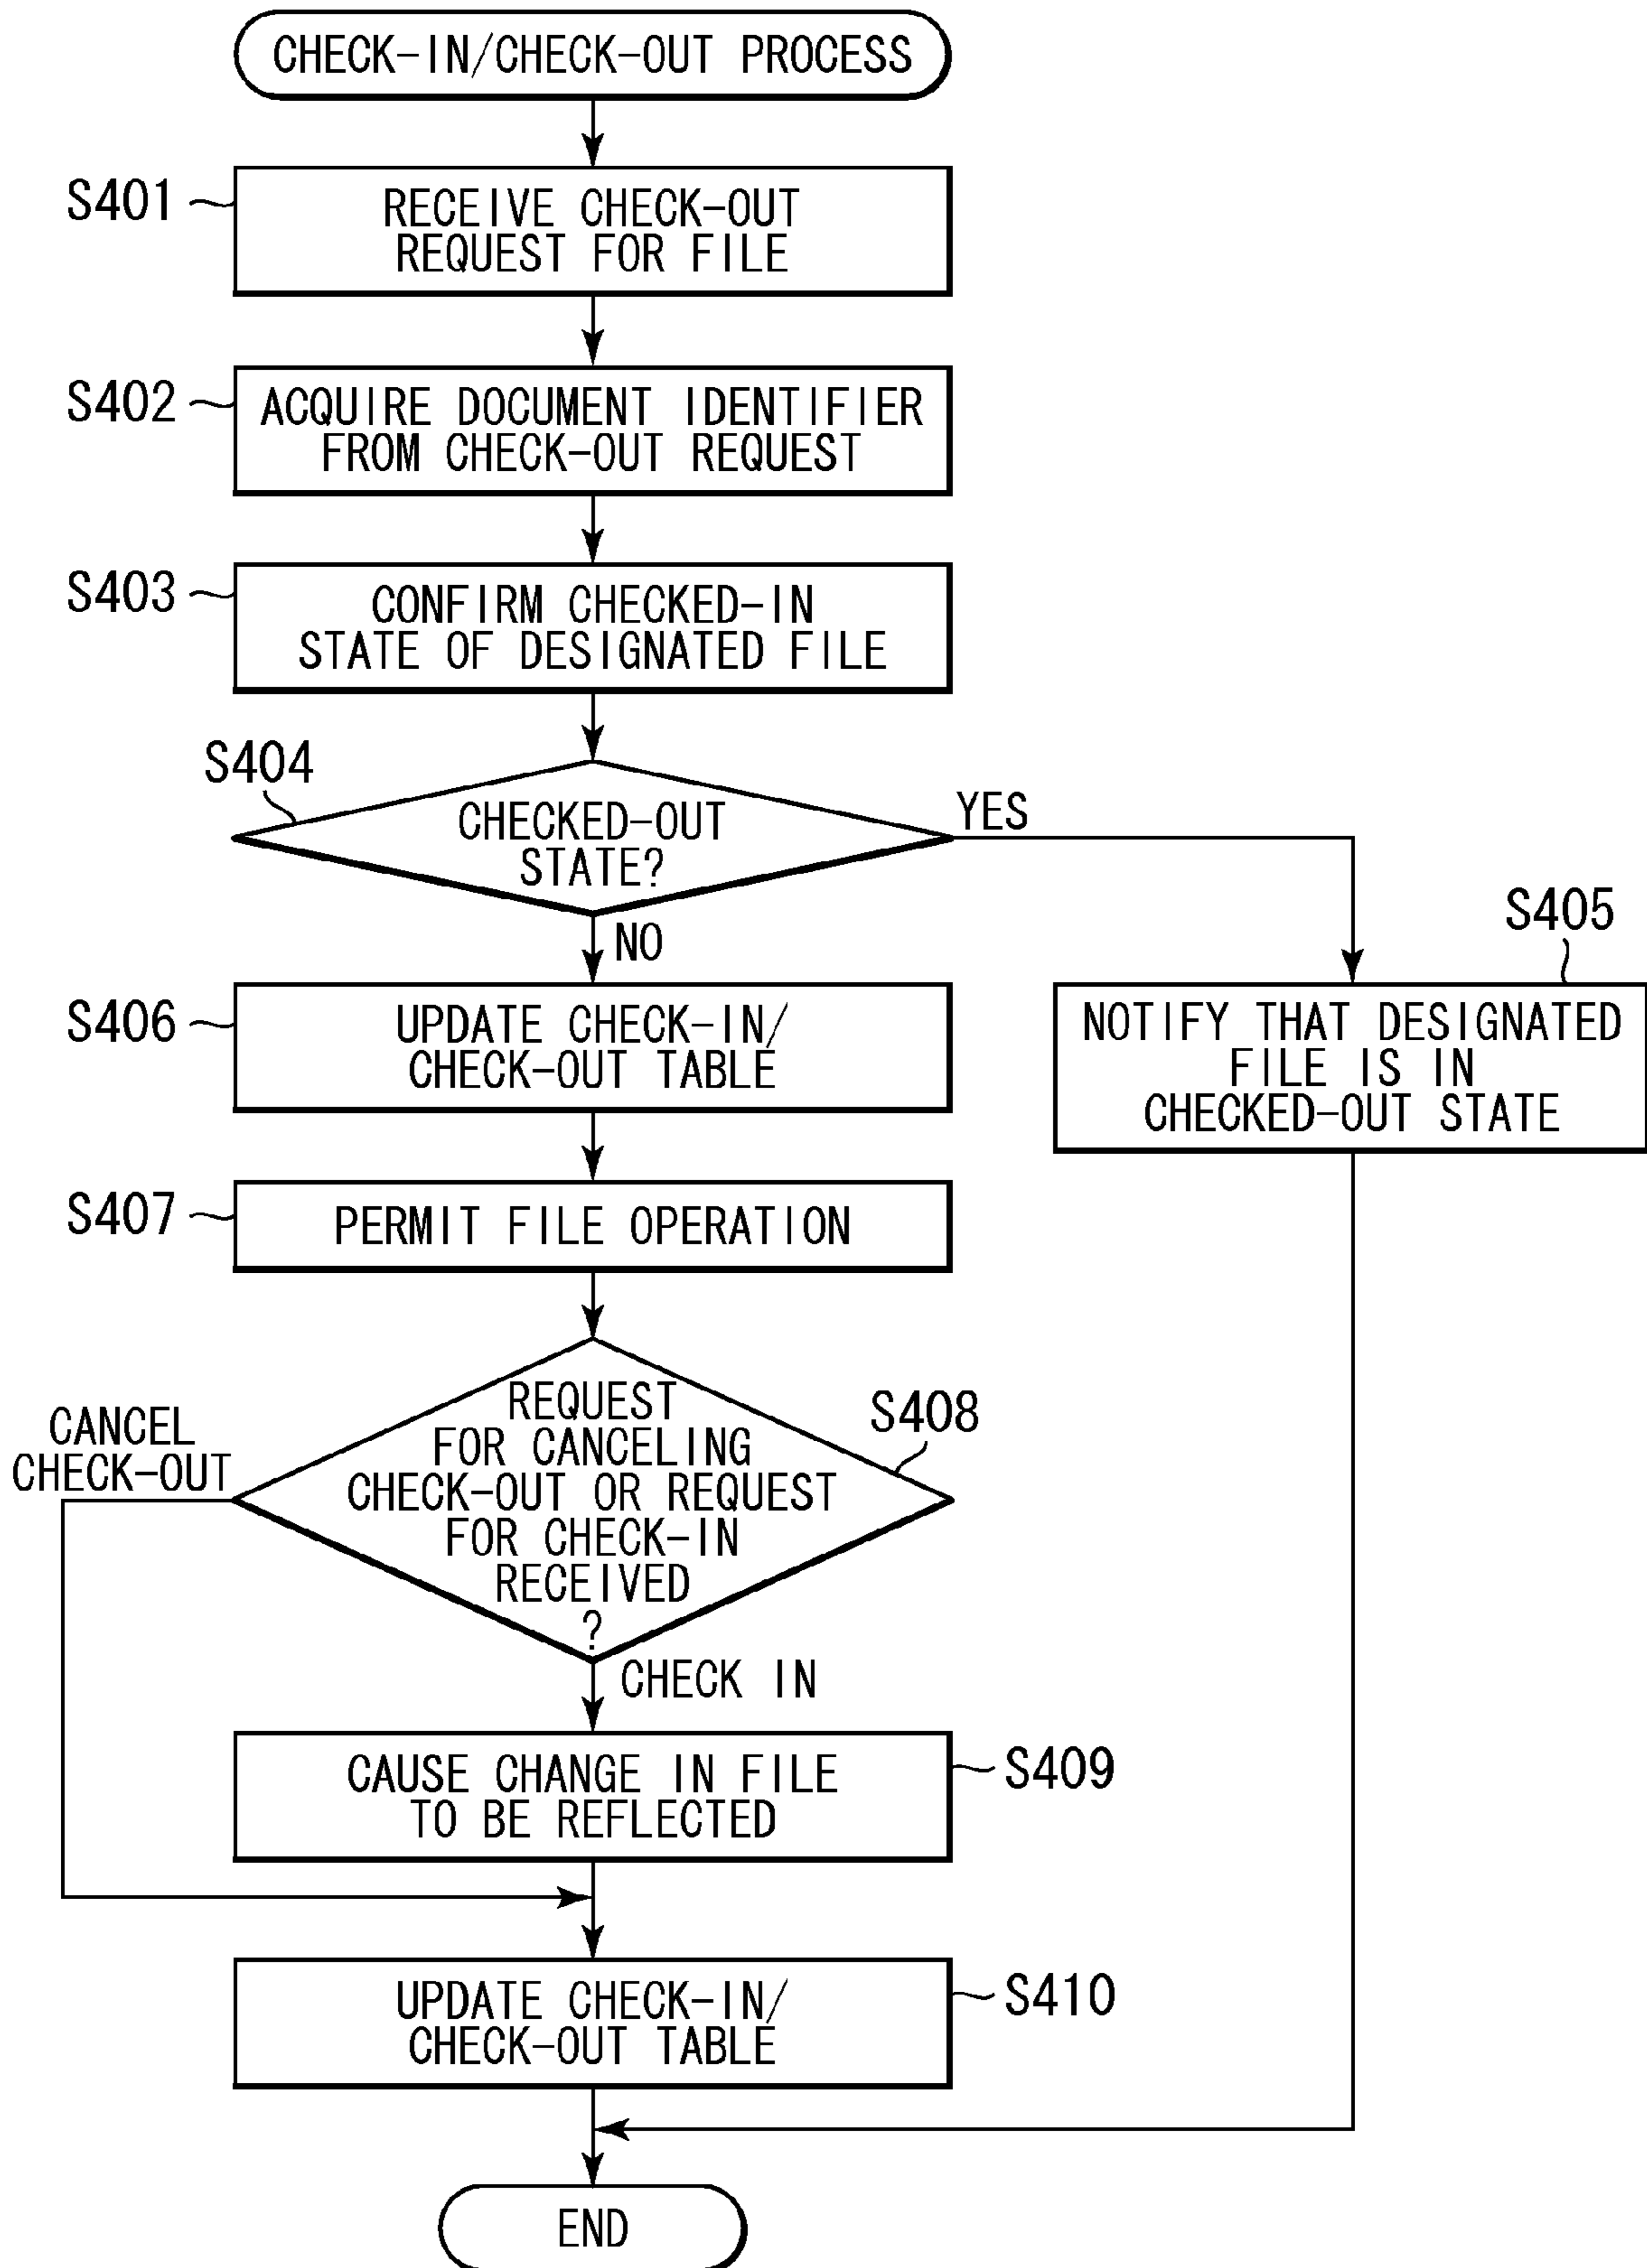 CHECK-IN/CHECK-OUT PROCESS
S401
RECEIVE CHECK-OUT
REQUEST FOR FILE
S402
ACQUIRE DOCUMENT IDENTIFIER
FROM CHECK-OUT REQUEST
S403
CONFIRM CHECKED-IN
STATE OF DESIGNATED FILE
S404
CHECKED-OUT
STATE?
YES
NO
S405
NOTIFY THAT DESIGNATED
FILE IS IN
CHECKED-OUT STATE
S406
UPDATE CHECK-IN/
CHECK-OUT TABLE
S407
PERMIT FILE OPERATION
S408
REQUEST
FOR CANCELING
CHECK-OUT OR REQUEST
FOR CHECK-IN
RECEIVED
?
CANCEL
CHECK-OUT
CHECK IN
CAUSE CHANGE IN FILE
TO BE REFLECTED
S409
UPDATE CHECK-IN/
CHECK-OUT TABLE
S410
END